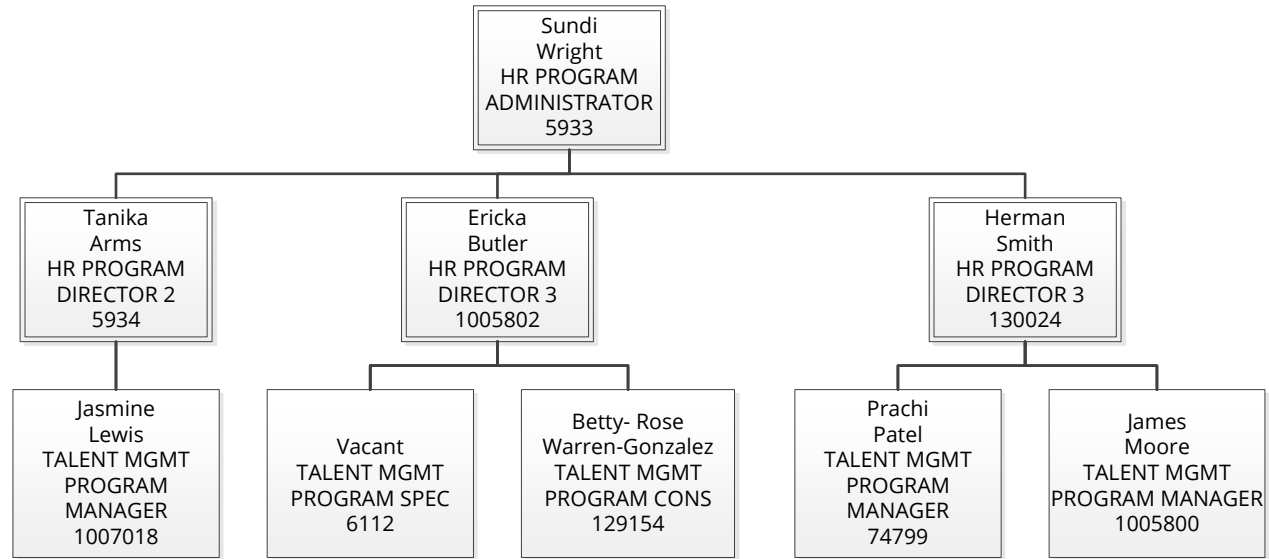 Sundi
Wright
HR PROGRAM
ADMINISTRATOR
5933
Tanika
Arms
HR PROGRAM
DIRECTOR 2
5934
Ericka
Butler
HR PROGRAM
DIRECTOR 3
1005802
Herman
Smith
HR PROGRAM
DIRECTOR 3
130024
Jasmine
Lewis
TALENT MGMT
PROGRAM
MANAGER
1007018
Vacant
TALENT MGMT
PROGRAM SPEC
6112
Betty- Rose
Warren-Gonzalez
TALENT MGMT
PROGRAM CONS
129154
Prachi
Patel
TALENT MGMT
PROGRAM
MANAGER
74799
James
Moore
TALENT MGMT
PROGRAM MANAGER
1005800